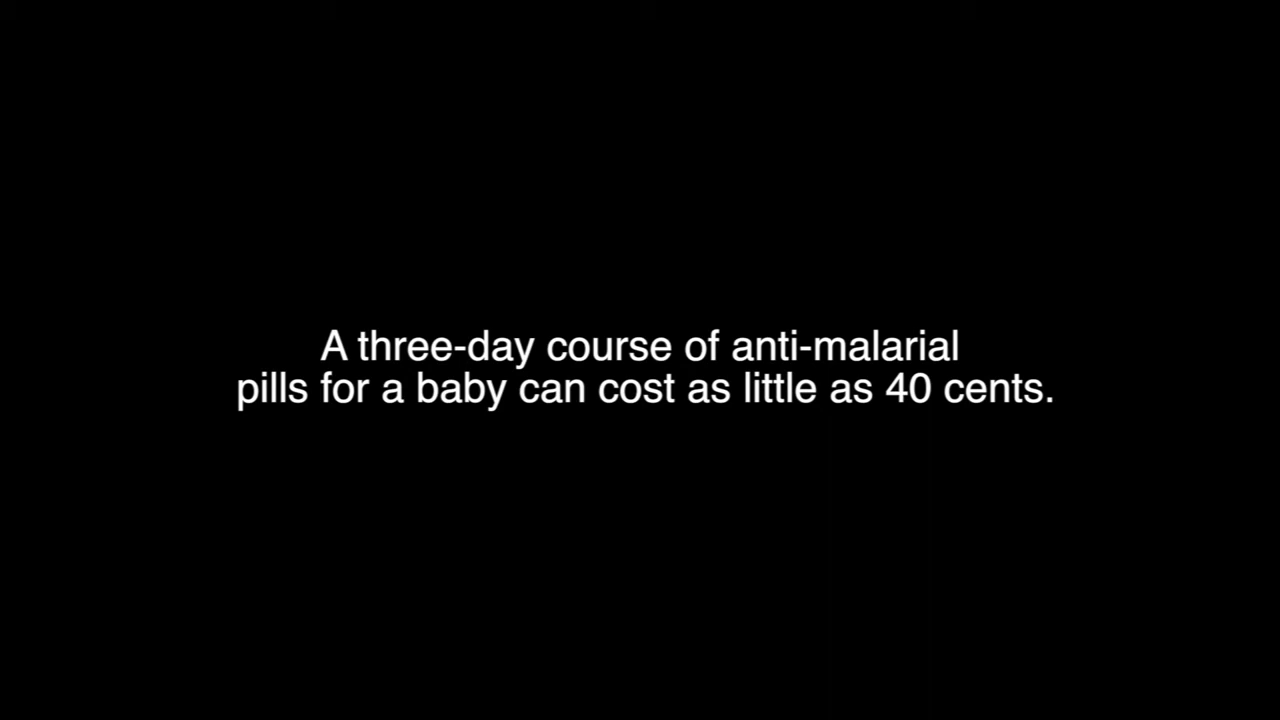 A three-day course of anti-malarial
pills for a baby can cost as little as 40 cents.